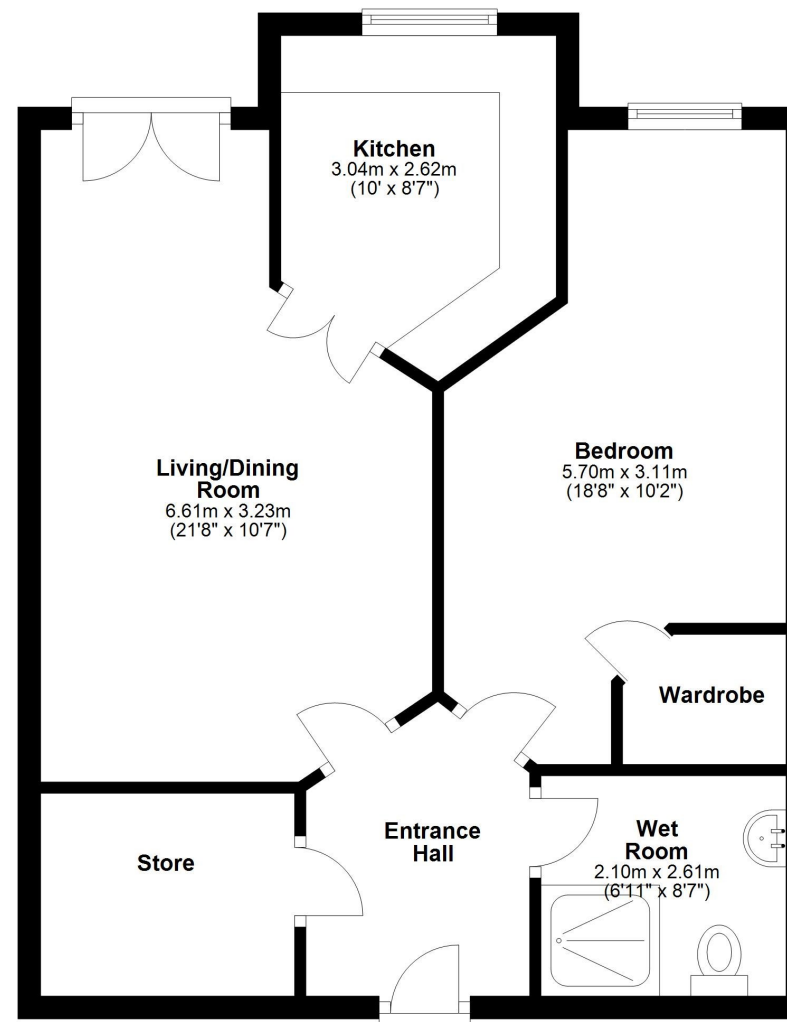 Kitchen
3.04m x 2.62m
(10' x 8'7")
Living/Dining
Room
6.61m x 3.23m
(21'8" x 10'7")
Bedroom
5.70m x 3.11m
(18'8" x 10'2")
Wardrobe
Entrance
Hall
Store
Wet
Room
2.10m x 2.61m
(6'11" x 8'7")